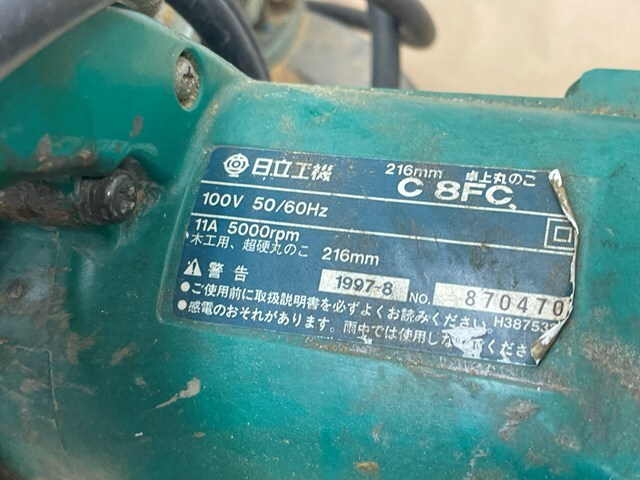 日立工機 216mm 卓上丸のこ
C 8FC
100V 50/60Hz
11A 5000rpm
木工用、超硬丸のこ 216mm
警告 1997-8 NO. 870470
●ご使用前に取扱説明書を必ずよくお読みください。 H387535
●感電のおそれがあります。雨中では使用しないでください